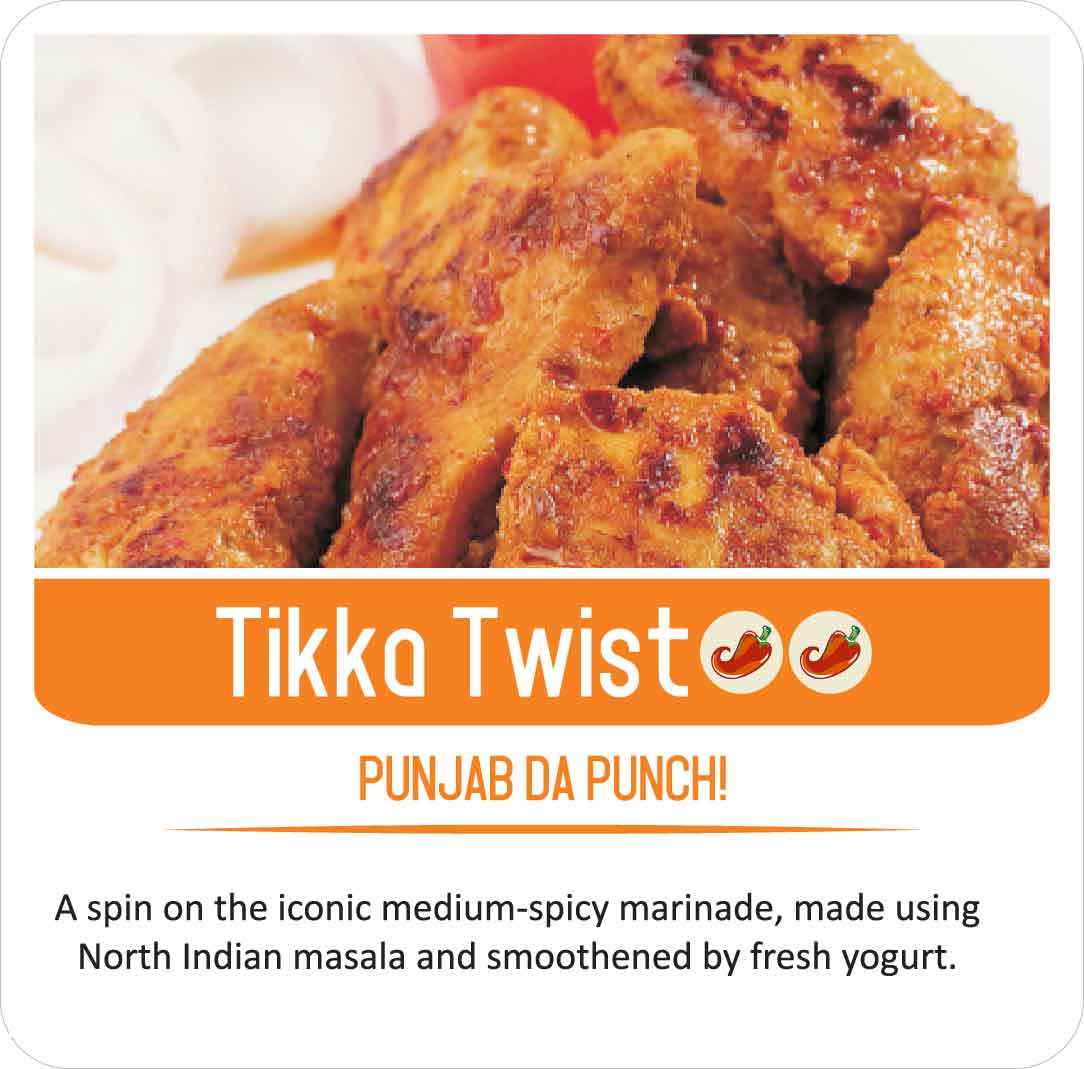 Tikka Twist
PUNJAB DA PUNCH!
A spin on the iconic medium-spicy marinade, made using
North Indian masala and smoothened by fresh yogurt.